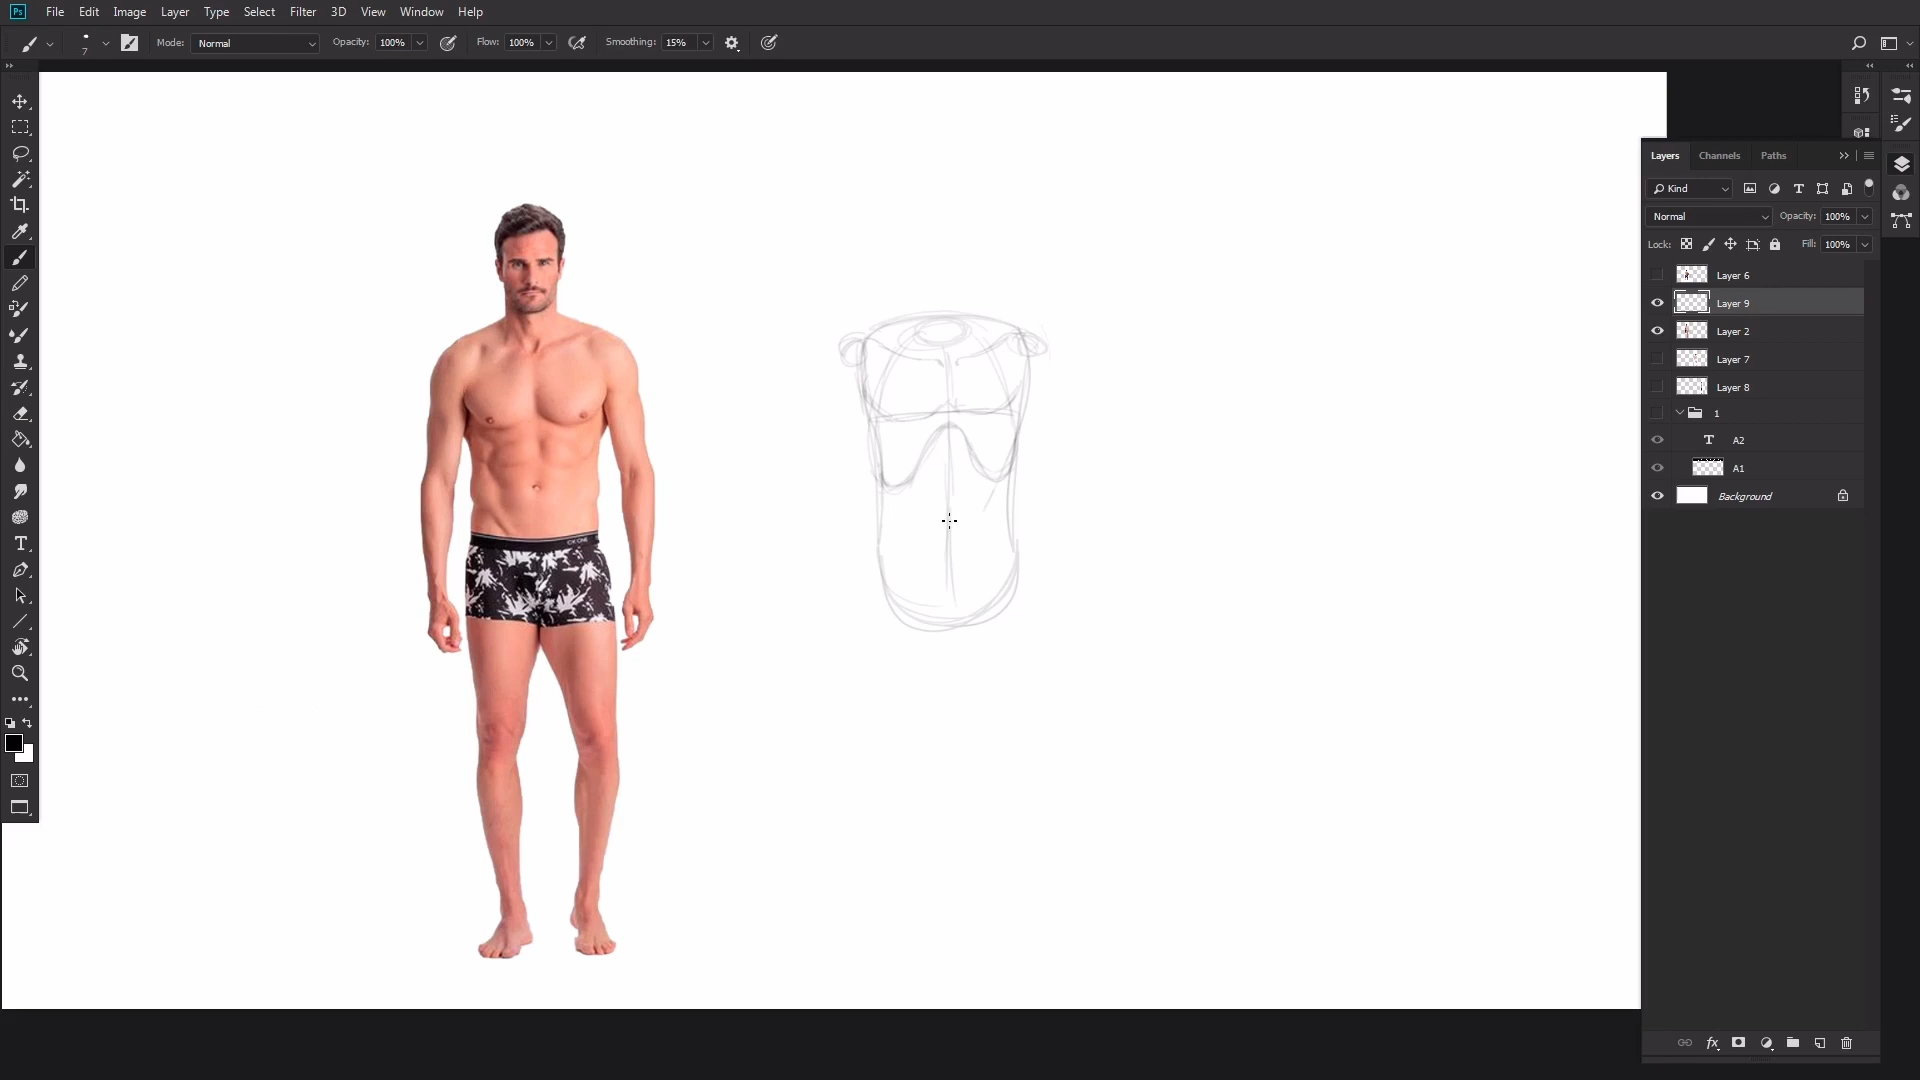 Ps File Edit Image Layer Type Select Filter 3D View Window Help
7 Mode: Normal Opacity: 100% Flow: 100% Smoothing: 15%
Layers Channels Paths
Kind
Normal Opacity: 100%
Lock: Fill: 100%
Layer 6
Layer 9
Layer 2
Layer 7
Layer 8
1
T A2
A1
Background
fx